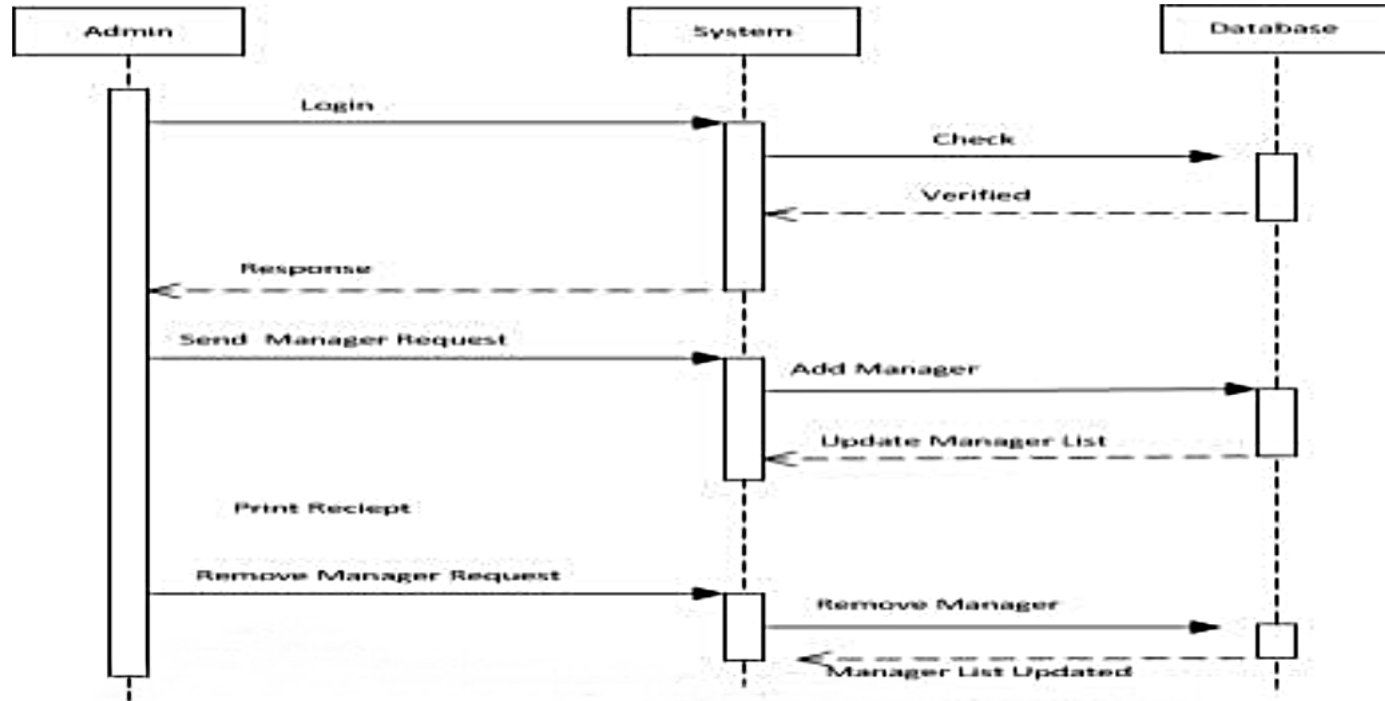 Admin
System
Database
Login
Check
Verified
Response
Send Manager Request
Add Manager
Update Manager List
Print Reciept
Remove Manager Request
Remove Manager
Manager List Updated